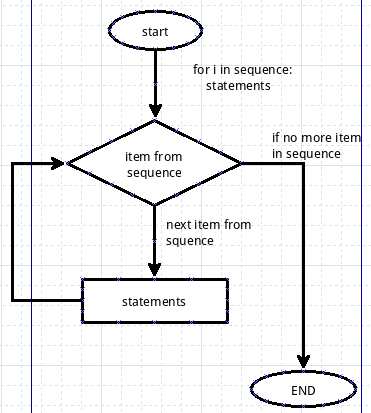 start
for i in sequence:
statements
if no more item
in sequence
item from
sequence
next item from
squence
statements
END